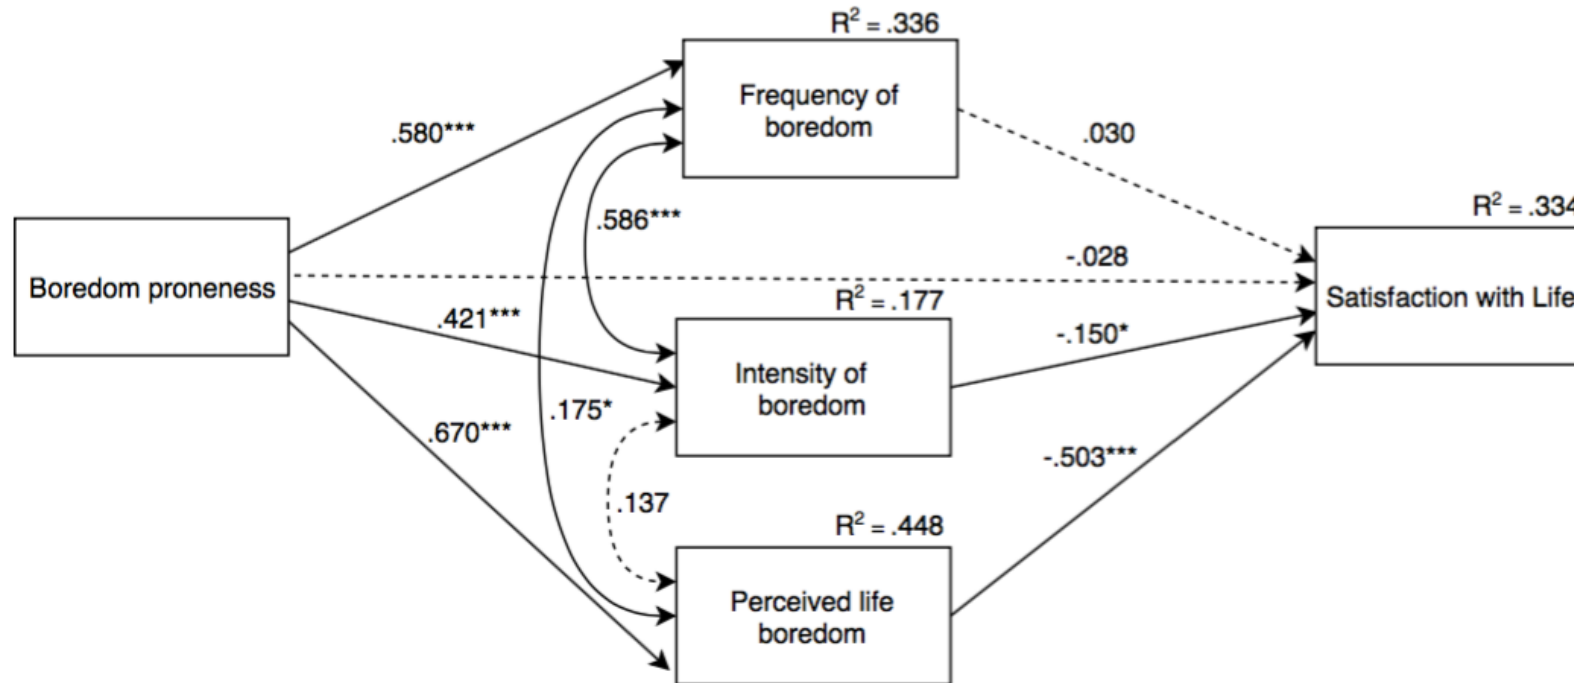 R² = .336
Frequency of
boredom
.580***
.030
.586***
R² = .334
-.028
Boredom proneness
Satisfaction with Life
R² = .177
.421***
-.150*
Intensity of
boredom
.175*
.670***
-.503***
.137
R² = .448
Perceived life
boredom